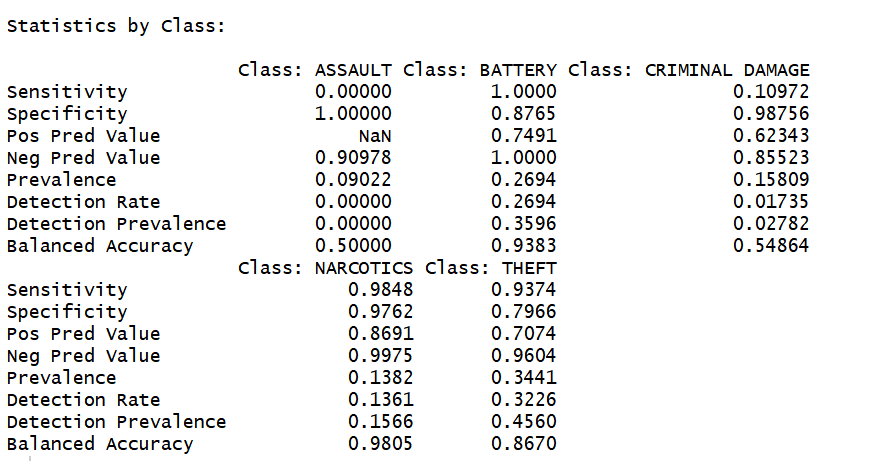 Statistics by Class:
Class: ASSAULT Class: BATTERY Class: CRIMINAL DAMAGE
Sensitivity 0.00000 1.0000 0.10972
Specificity 1.00000 0.8765 0.98756
Pos Pred Value NaN 0.7491 0.62343
Neg Pred Value 0.90978 1.0000 0.85523
Prevalence 0.09022 0.2694 0.15809
Detection Rate 0.00000 0.2694 0.01735
Detection Prevalence 0.00000 0.3596 0.02782
Balanced Accuracy 0.50000 0.9383 0.54864
Class: NARCOTICS Class: THEFT
Sensitivity 0.9848 0.9374
Specificity 0.9762 0.7966
Pos Pred Value 0.8691 0.7074
Neg Pred Value 0.9975 0.9604
Prevalence 0.1382 0.3441
Detection Rate 0.1361 0.3226
Detection Prevalence 0.1566 0.4560
Balanced Accuracy 0.9805 0.8670